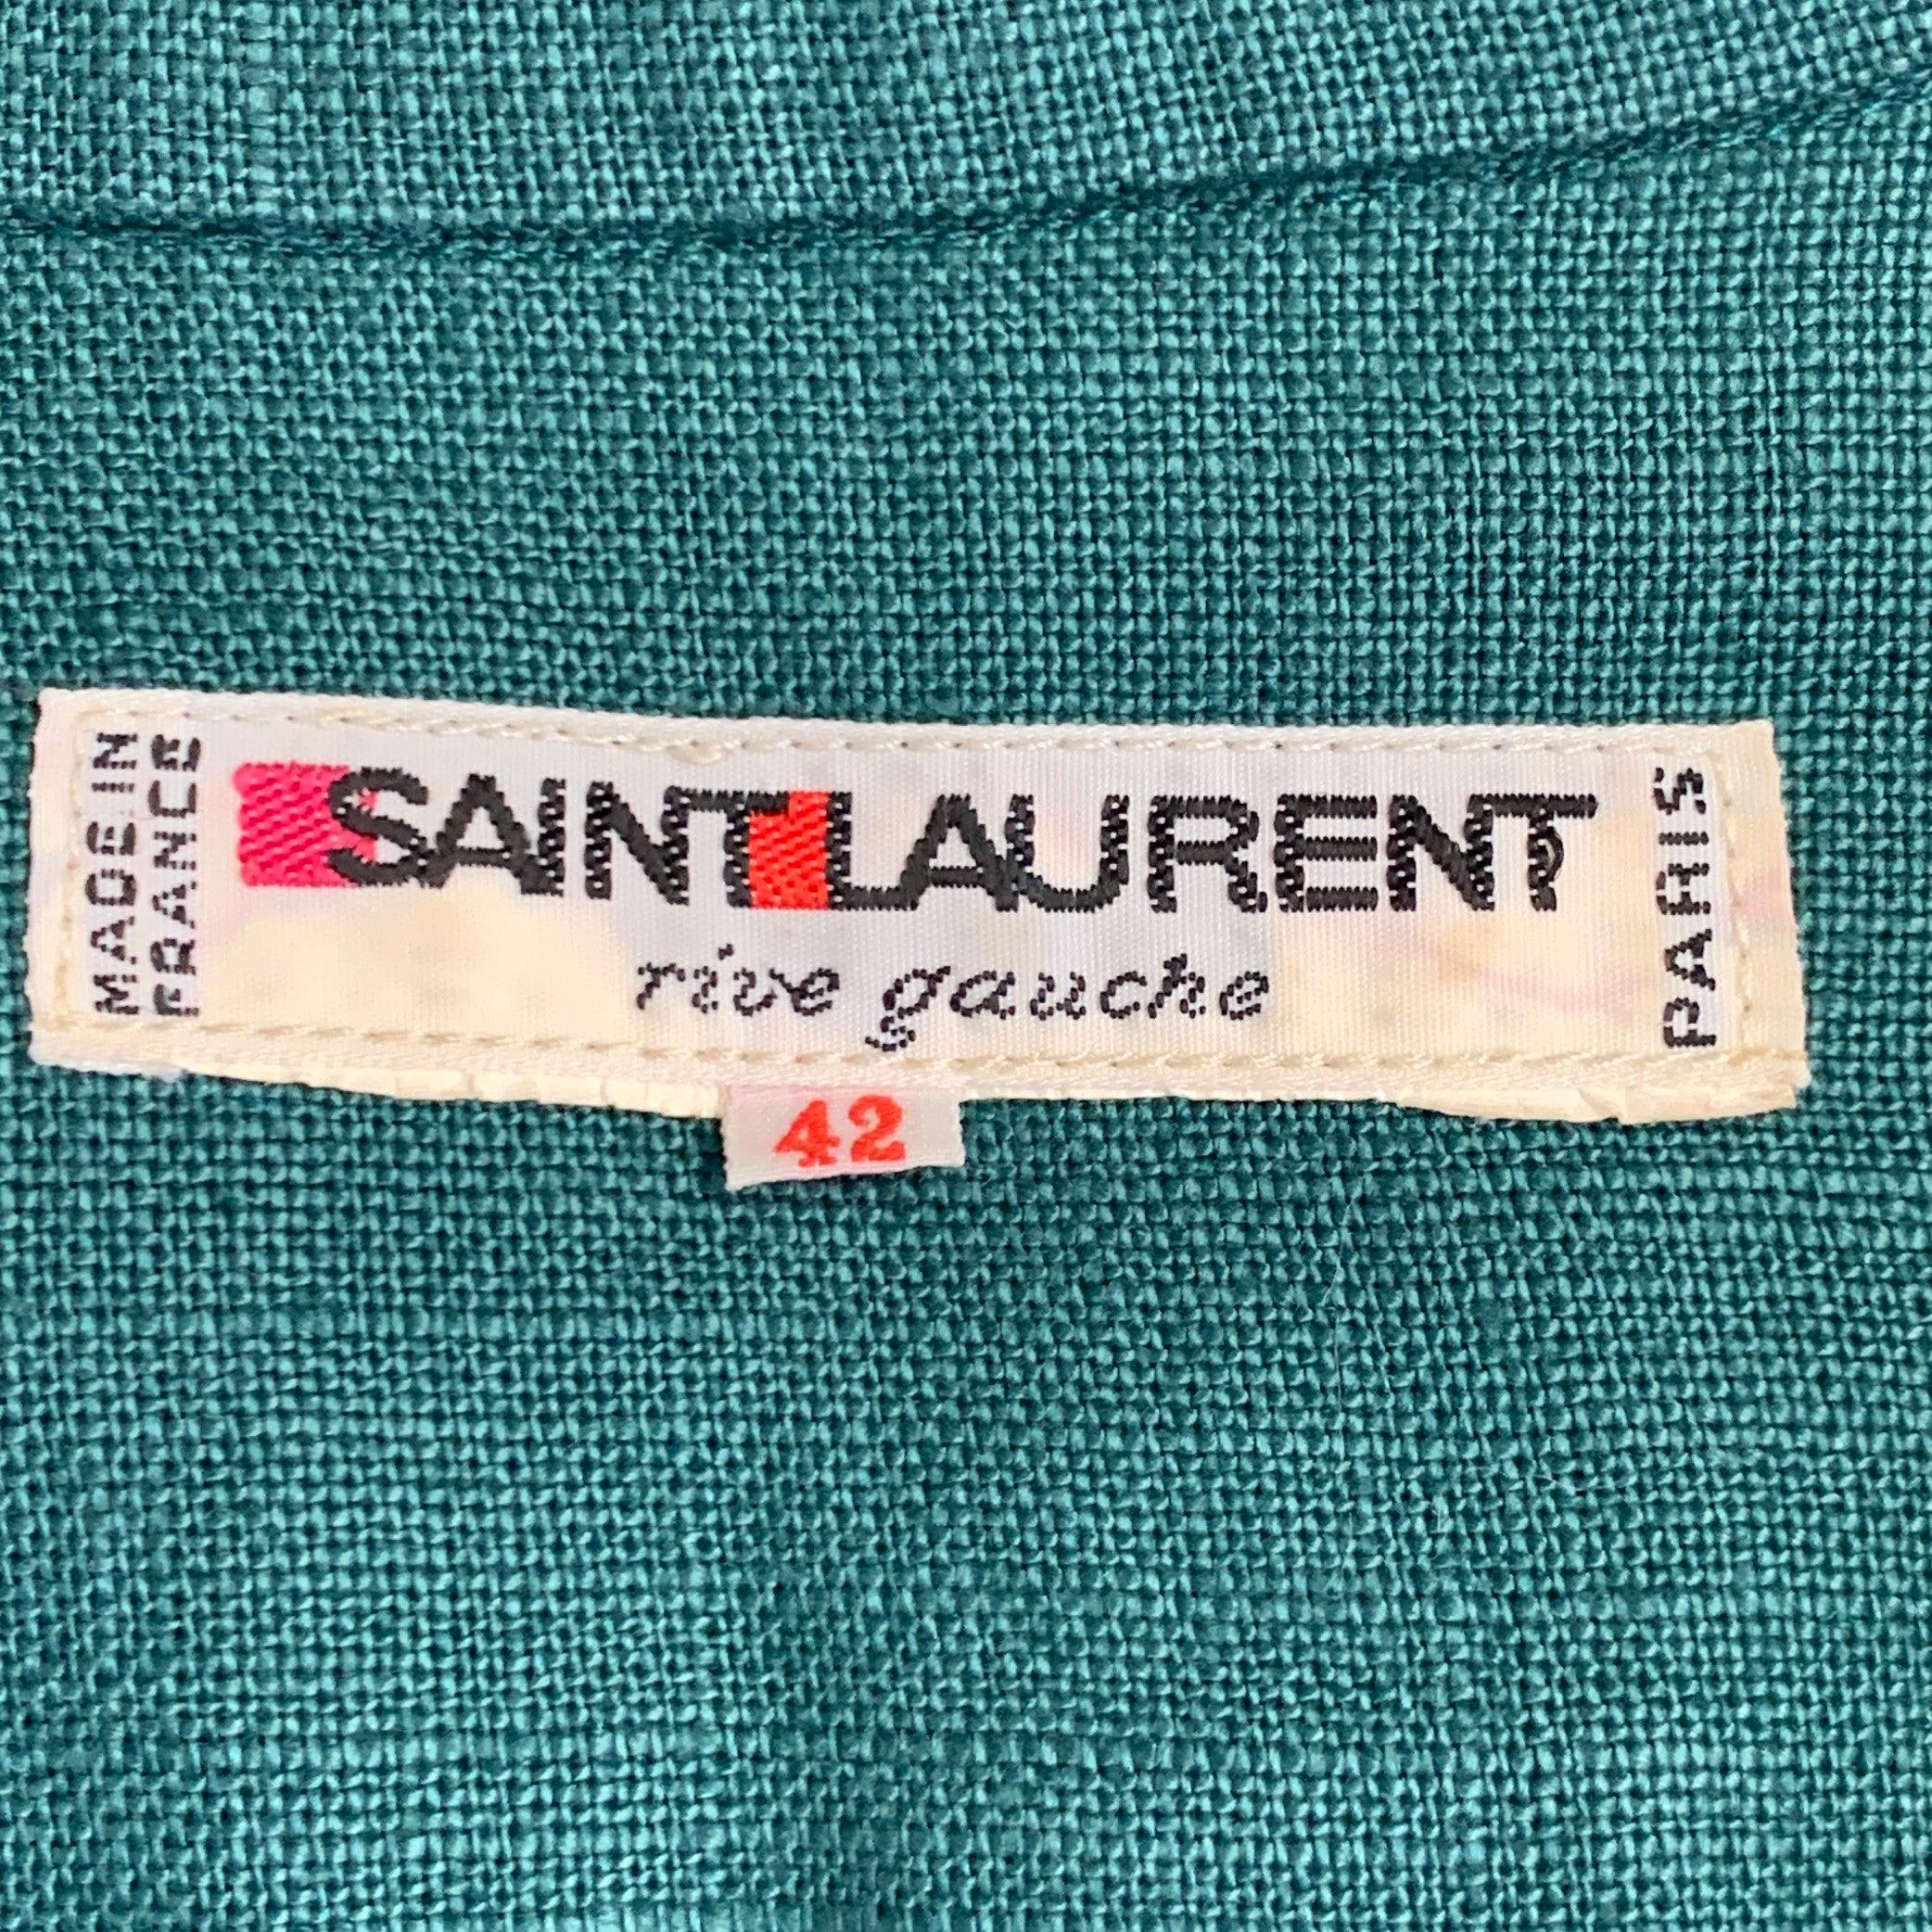 MADE IN
FRANCE
SAINT LAURENT
rive gauche
PARIS
42